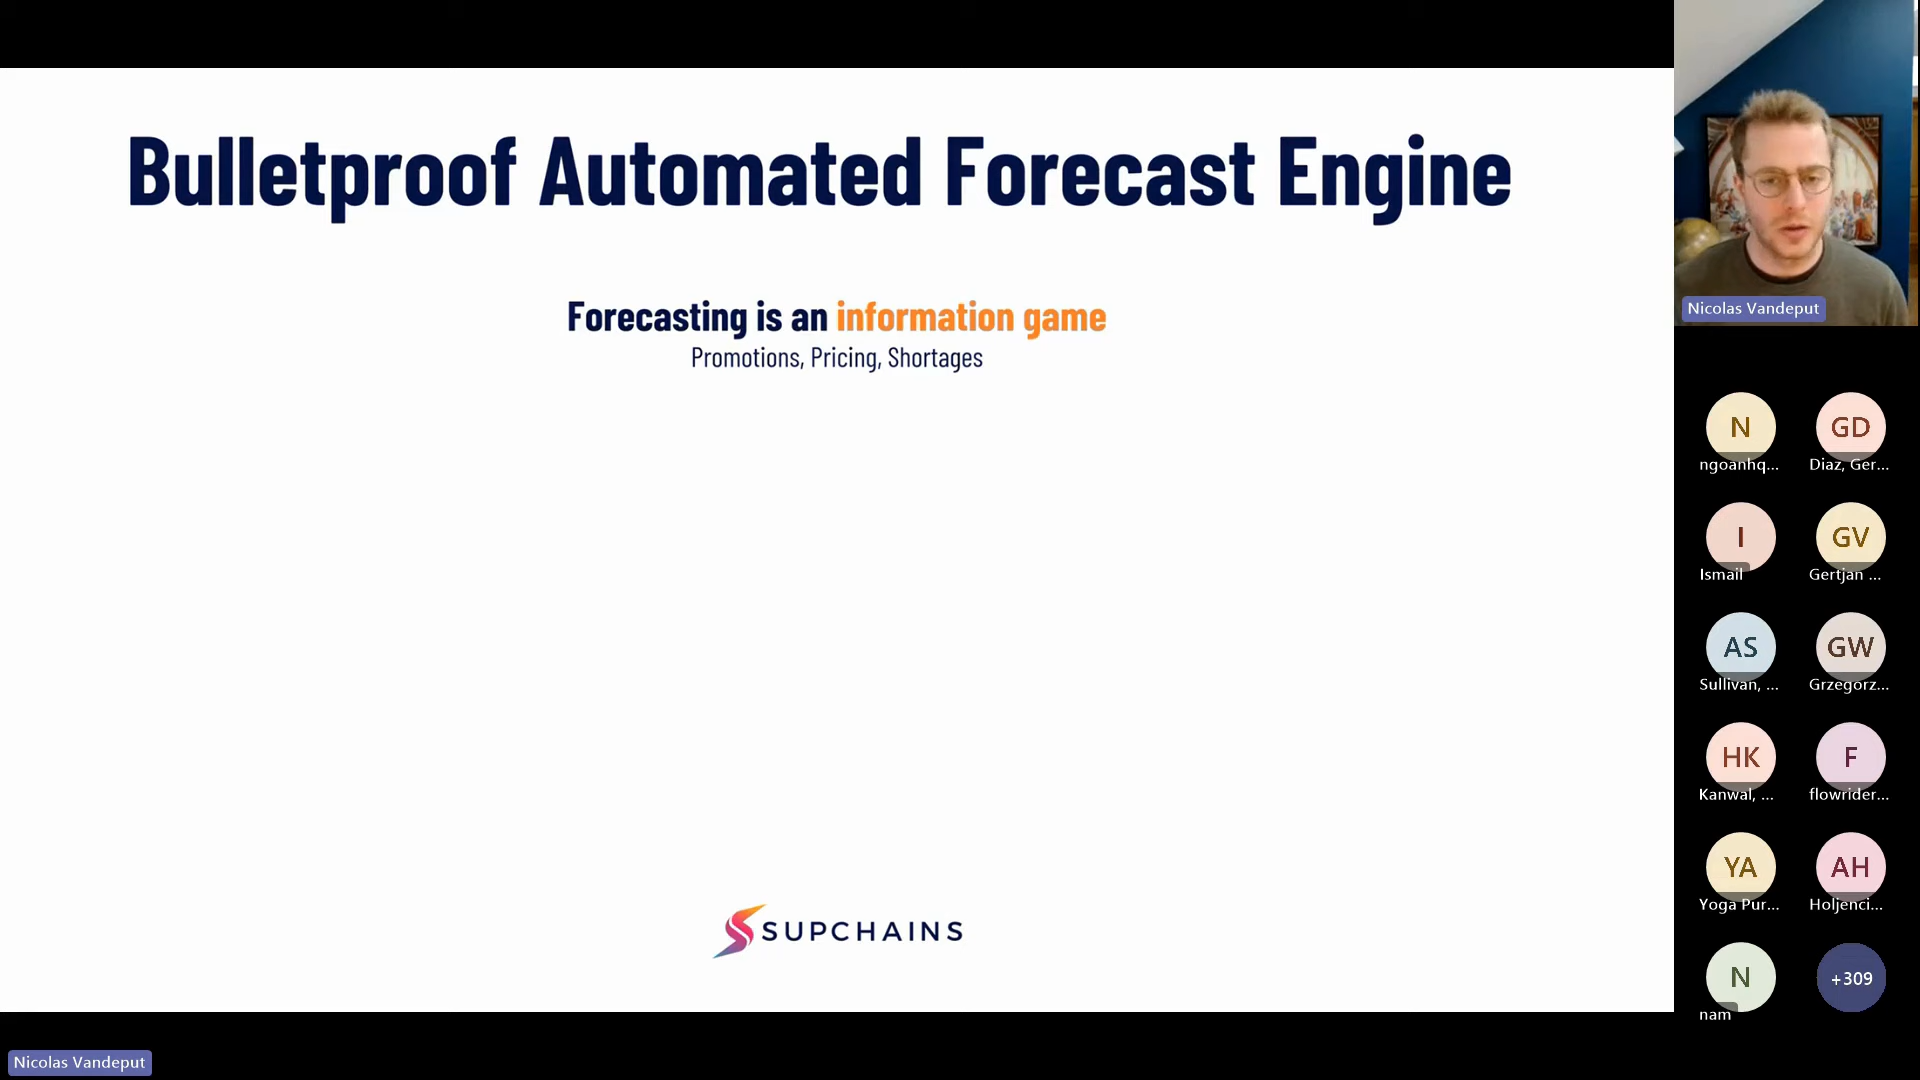 Bulletproof Automated Forecast Engine
Forecasting is an information game
Promotions, Pricing, Shortages
SUPCHAINS
Nicolas Vandeput
N
ngoanhq...
GD
Diaz, Ger...
I
Ismail
GV
Gertjan ...
AS
Sullivan, ...
GW
Grzegorz...
HK
Kanwal, ...
F
flowrider...
YA
Yoga Pur...
AH
Holjenci...
N
nam
+309
Nicolas Vandeput